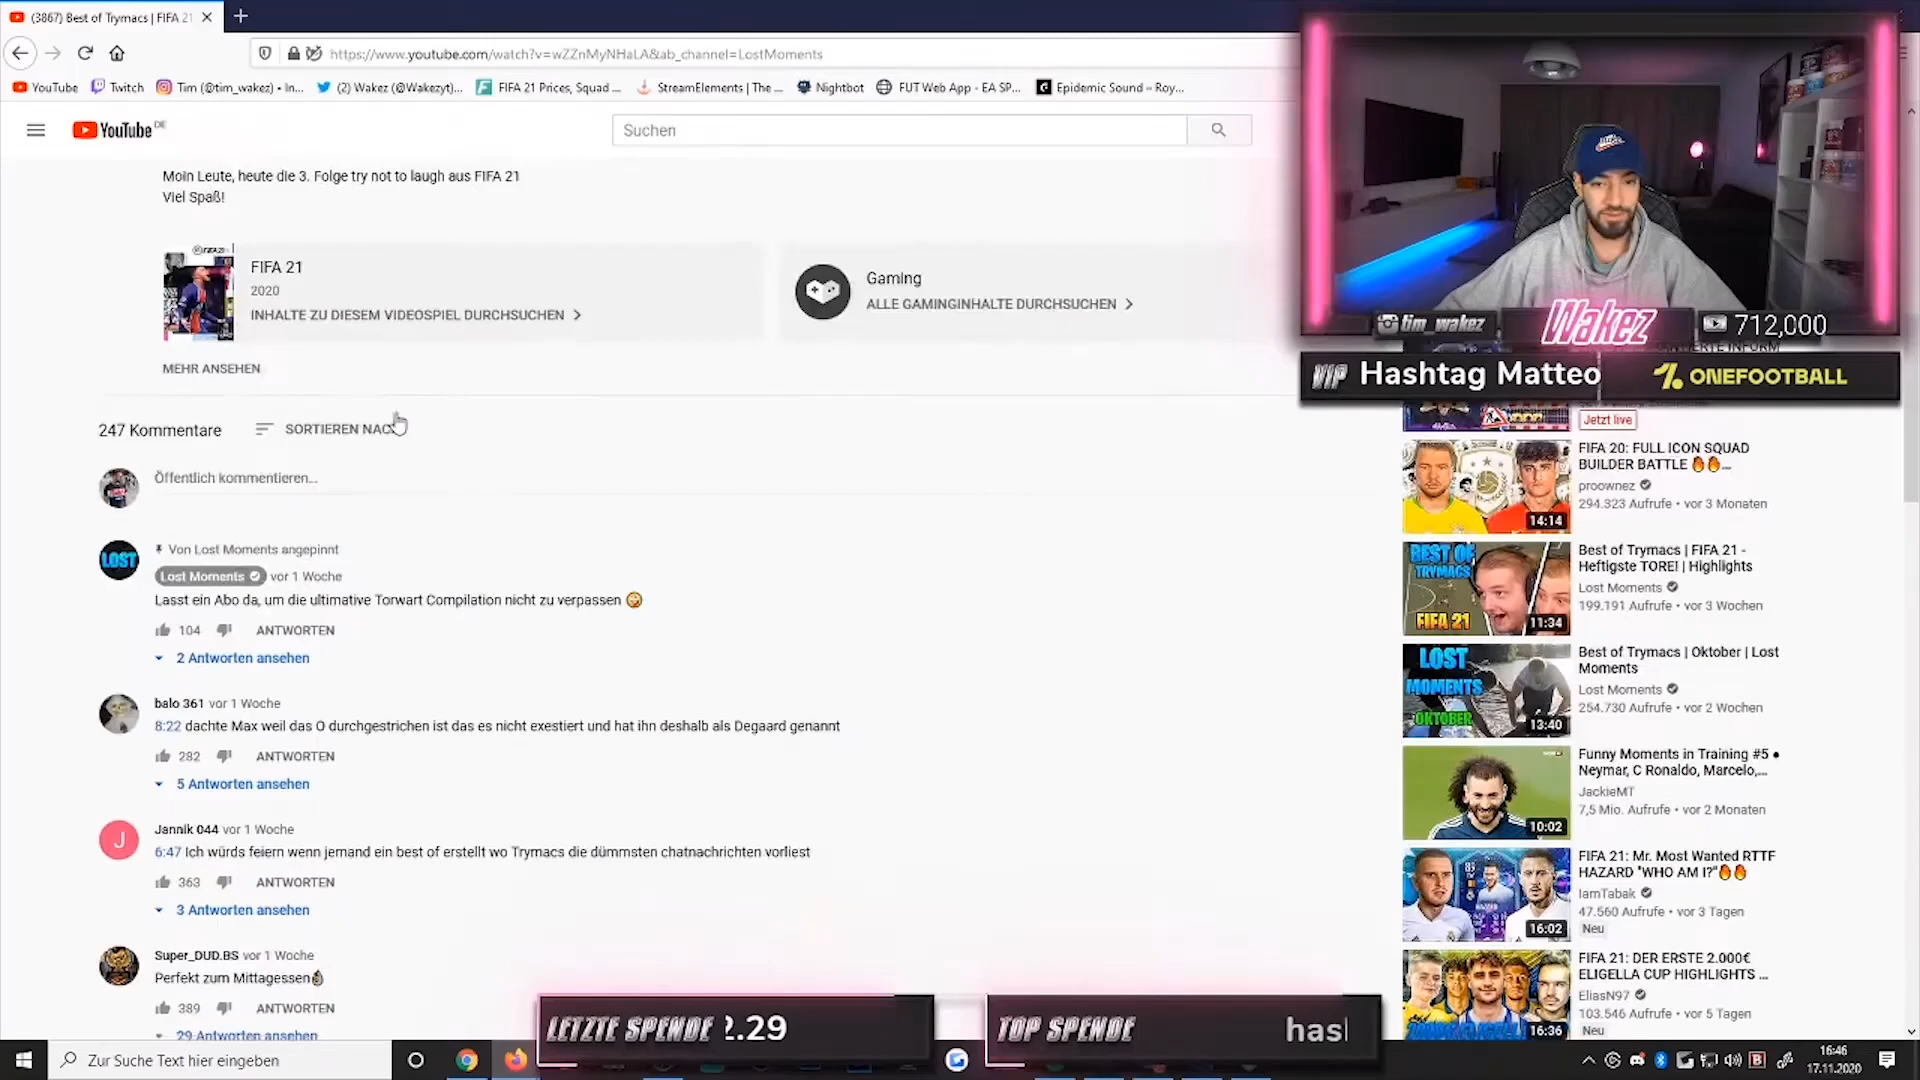 (3867) Best of Trymacs | FIFA 21
https://www.youtube.com/watch?v=wZZnMyNHaLA&ab_channel=LostMoments
YouTube
Twitch
Tim (@tim_wakez) • In...
(2) Wakez (@Wakezyt)...
FIFA 21 Prices, Squad ...
StreamElements | The ...
Nightbot
FUT Web App - EA SP...
Epidemic Sound – Roy...
YouTube DE
Suchen
Moin Leute, heute die 3. Folge try not to laugh aus FIFA 21
Viel Spaß!
FIFA 21
2020
INHALTE ZU DIESEM VIDEOSPIEL DURCHSUCHEN
Gaming
ALLE GAMINGINHALTE DURCHSUCHEN
MEHR ANSEHEN
247 Kommentare
SORTIEREN NACH
Öffentlich kommentieren...
LOST
Von Lost Moments angepinnt
Lost Moments vor 1 Woche
Lasst ein Abo da, um die ultimative Torwart Compilation nicht zu verpassen
104 ANTWORTEN
2 Antworten ansehen
balo 361 vor 1 Woche
8:22 dachte Max weil das O durchgestrichen ist das es nicht exestiert und hat ihn deshalb als Degaard genannt
282 ANTWORTEN
5 Antworten ansehen
J
Jannik 044 vor 1 Woche
6:47 Ich würds feiern wenn jemand ein best of erstellt wo Trymacs die dümmsten chatnachrichten vorliest
363 ANTWORTEN
3 Antworten ansehen
Super_DUD.BS vor 1 Woche
Perfekt zum Mittagessen👌
389 ANTWORTEN
29 Antworten ansehen
tim_wakez
Wakez
712,000
VIP Hashtag Matteo
ONEFOOTBALL
Jetzt live
FIFA 20: FULL ICON SQUAD
BUILDER BATTLE 🔥🔥...
proownez
294.323 Aufrufe • vor 3 Monaten
14:14
BEST OF
TRYMACS
FIFA 21
11:34
Best of Trymacs | FIFA 21 -
Heftigste TORE! | Highlights
Lost Moments
199.191 Aufrufe • vor 3 Wochen
LOST
MOMENTS
OKTOBER
13:40
Best of Trymacs | Oktober | Lost
Moments
Lost Moments
254.730 Aufrufe • vor 2 Wochen
10:02
Funny Moments in Training #5 ●
Neymar, C Ronaldo, Marcelo,...
JackieMT
7,5 Mio. Aufrufe • vor 2 Monaten
16:02
FIFA 21: Mr. Most Wanted RTTF
HAZARD "WHO AM I?"🔥🔥
IamTabak
47.560 Aufrufe • vor 3 Tagen
Neu
16:36
FIFA 21: DER ERSTE 2.000€
ELIGELLA CUP HIGHLIGHTS ...
EliasN97
103.546 Aufrufe • vor 5 Tagen
Neu
LETZTE SPENDE 2.29
TOP SPENDE has
Zur Suche Text hier eingeben
16:46
17.11.2020